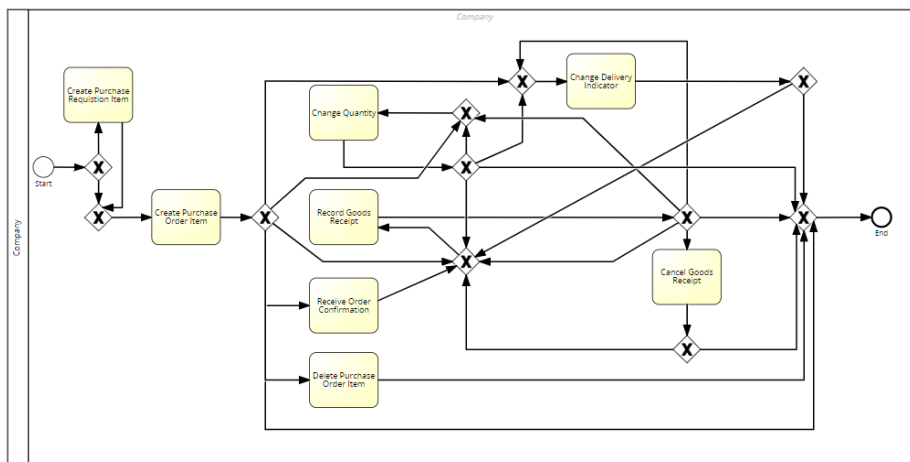 Company
Company
Create Purchase
Requistion Item
Start
Create Purchase
Order Item
Change Quantity
Change Delivery
Indicator
Record Goods
Receipt
Receive Order
Confirmation
Delete Purchase
Order Item
Cancel Goods
Receipt
End